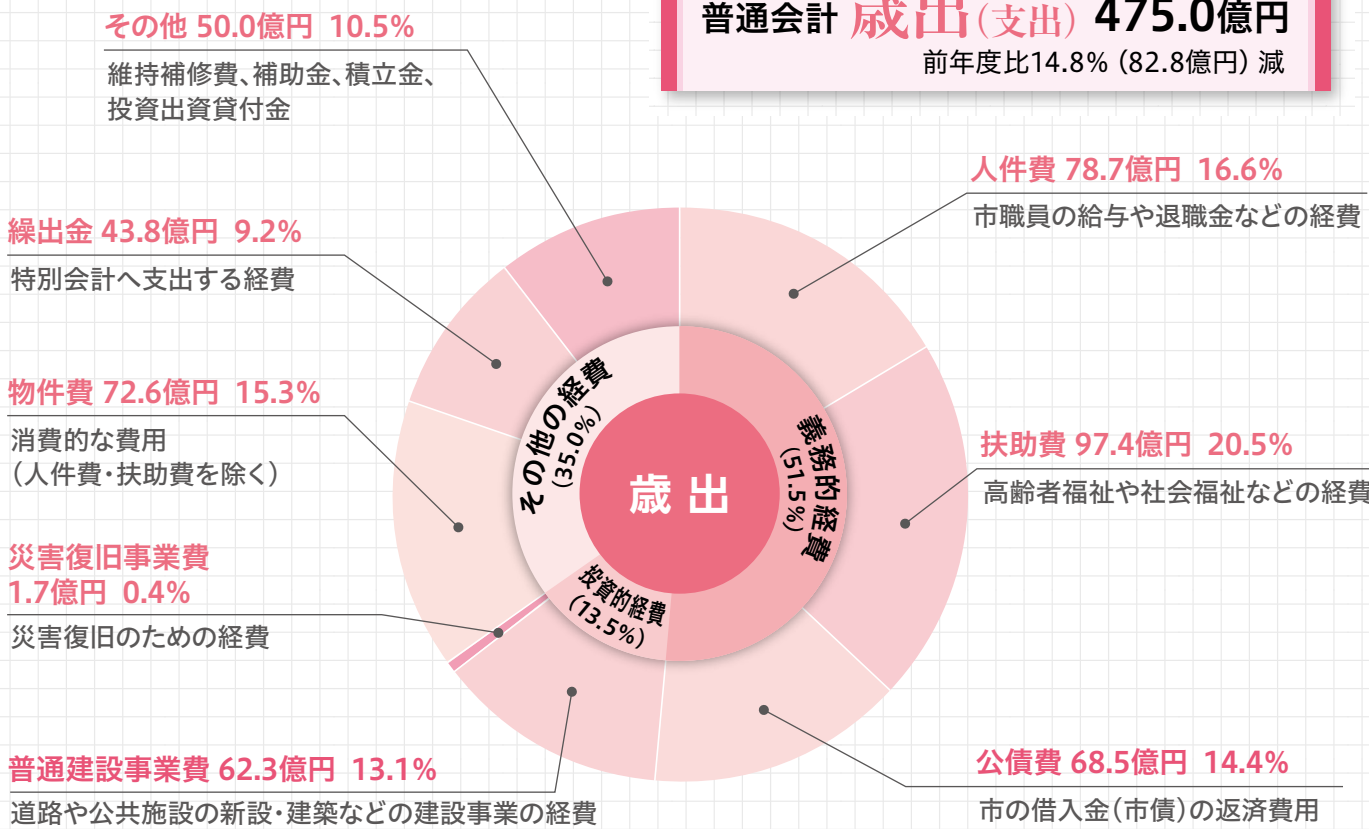 普通会計 歳出(支出) 475.0億円
前年度比14.8%(82.8億円)減
その他 50.0億円 10.5%
維持補修費、補助金、積立金、
投資出資貸付金
人件費 78.7億円 16.6%
市職員の給与や退職金などの経費
繰出金 43.8億円 9.2%
特別会計へ支出する経費
物件費 72.6億円 15.3%
消費的な費用
(人件費・扶助費を除く)
扶助費 97.4億円 20.5%
高齢者福祉や社会福祉などの経費
災害復旧事業費
1.7億円 0.4%
災害復旧のための経費
普通建設事業費 62.3億円 13.1%
道路や公共施設の新設・建築などの建設事業の経費
公債費 68.5億円 14.4%
市の借入金(市債)の返済費用
その他の経費
(35.0%)
義務的経費
(51.5%)
投資的経費
(13.5%)
歳出